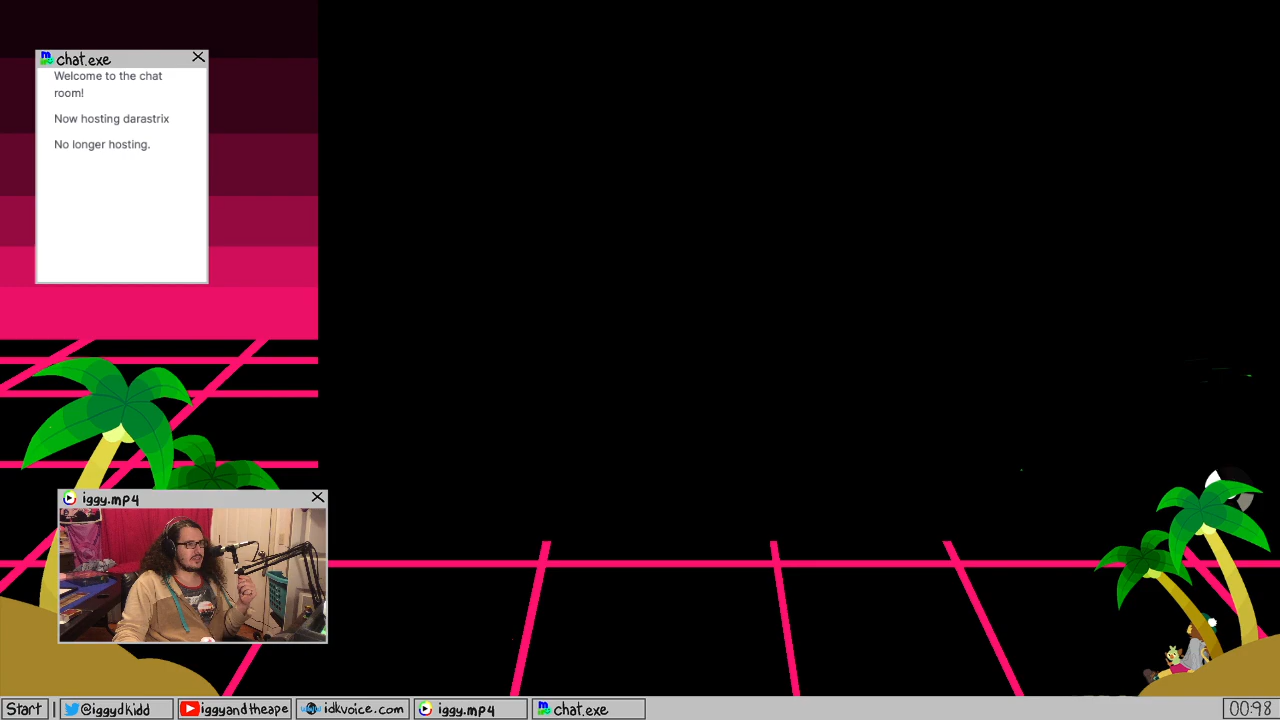 chat.exe
Welcome to the chat
room!
Now hosting darastrix
No longer hosting.
iggy.mp4
Start
@iggydkidd
iggyandtheape
www idkvoice.com
iggy.mp4
chat.exe
00:98